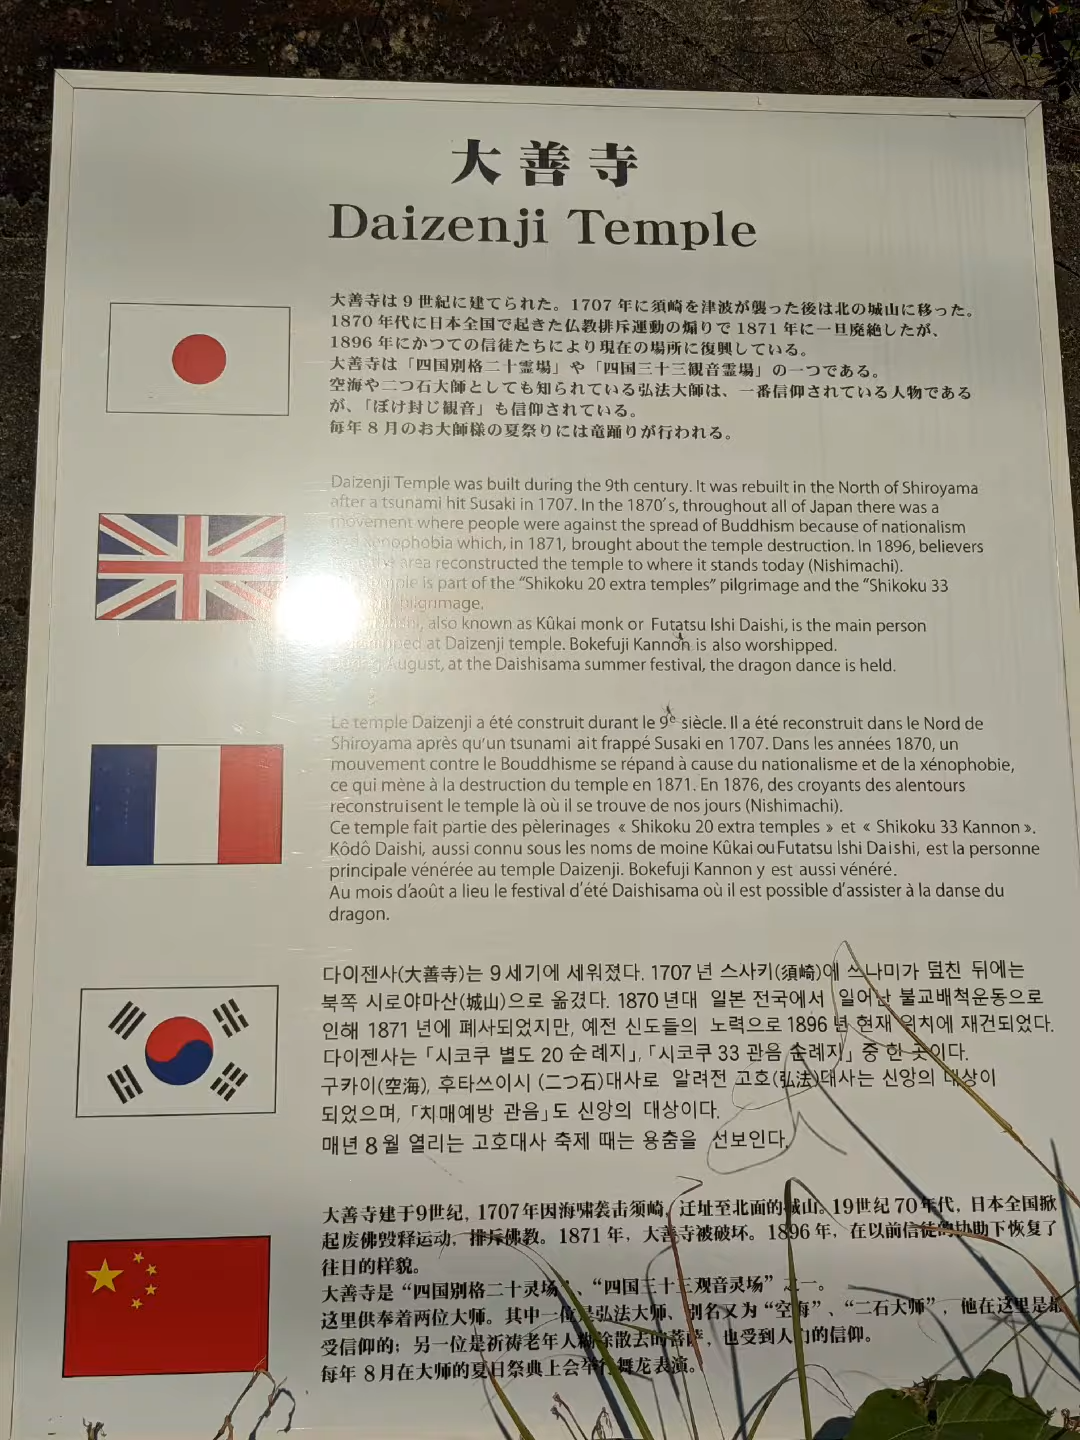 大善寺
Daizenji Temple
大善寺は9世紀に建てられた。1707年に須崎を津波が襲った後は北の城山に移った。
1870年代に日本全国で起きた仏教排斥運動の煽りで1871年に一旦廃絶したが、
1896年にかつての信徒たちにより現在の場所に復興している。
大善寺は「四国別格二十霊場」や「四国三十三観音霊場」の一つである。
空海や二つ石大師としても知られている弘法大師は、一番信仰されている人物である
が、「ぼけ封じ観音」も信仰されている。
毎年8月のお大師様の夏祭りには竜踊りが行われる。
Daizenji Temple was built during the 9th century. It was rebuilt in the North of Shiroyama
after a tsunami hit Susaki in 1707. In the 1870´s, throughout all of Japan there was a
movement where people were against the spread of Buddhism because of nationalism
xenophobia which, in 1871, brought about the temple destruction. In 1896, believers
area reconstructed the temple to where it stands today (Nishimachi).
is part of the “Shikoku 20 extra temples” pilgrimage and the “Shikoku 33
pilgrimage.
also known as Kûkai monk or Futatsu Ishi Daishi, is the main person
at Daizenji temple. Bokefuji Kannon is also worshipped.
August, at the Daishisama summer festival, the dragon dance is held.
Le temple Daizenji a été construit durant le 9e siècle. Il a été reconstruit dans le Nord de
Shiroyama après qu'un tsunami ait frappé Susaki en 1707. Dans les années 1870, un
mouvement contre le Bouddhisme se répand à cause du nationalisme et de la xénophobie,
ce qui mène à la destruction du temple en 1871. En 1876, des croyants des alentours
reconstruisent le temple là où il se trouve de nos jours (Nishimachi).
Ce temple fait partie des pèlerinages « Shikoku 20 extra temples » et « Shikoku 33 Kannon ».
Kôdô Daishi, aussi connu sous les noms de moine Kûkai ou Futatsu Ishi Daishi, est la personne
principale vénérée au temple Daizenji. Bokefuji Kannon y est aussi vénéré.
Au mois d'août a lieu le festival d'été Daishisama où il est possible d'assister à la danse du
dragon.
다이젠사(大善寺)는 9세기에 세워졌다. 1707년 스사키(須崎)에 쓰나미가 덮친 뒤에는
북쪽 시로야마산(城山)으로 옮겼다. 1870년대 일본 전국에서 일어난 불교배척운동으로
인해 1871년에 폐사되었지만, 예전 신도들의 노력으로 1896년 현재 위치에 재건되었다.
다이젠사는 「시코쿠 별도 20 순례지」, 「시코쿠 33 관음 순례지」 중 한 곳이다.
구카이(空海), 후타쓰이시 (二つ石)대사로 알려전 고호(弘法)대사는 신앙의 대상이
되었으며, 「치매예방 관음」도 신앙의 대상이다.
매년 8월 열리는 고호대사 축제 때는 용춤을 선보인다.
大善寺建于9世纪，1707年因海啸袭击须崎，迁址至北面的城山。19世纪70年代，日本全国掀
起废佛毁释运动，排斥佛教。1871年，大善寺被破坏。1896年，在以前信徒的协助下恢复了
往日的样貌。
大善寺是“四国别格二十灵场”、“四国三十三观音灵场”之一。
这里供奉着两位大师。其中一位是弘法大师、别名又为“空海”、“二石大师”，他在这里是最
受信仰的；另一位是祈祷老年人糊涂散去的菩萨，也受到人们的信仰。
每年 8月在大师的夏日祭典上会举行舞龙表演。